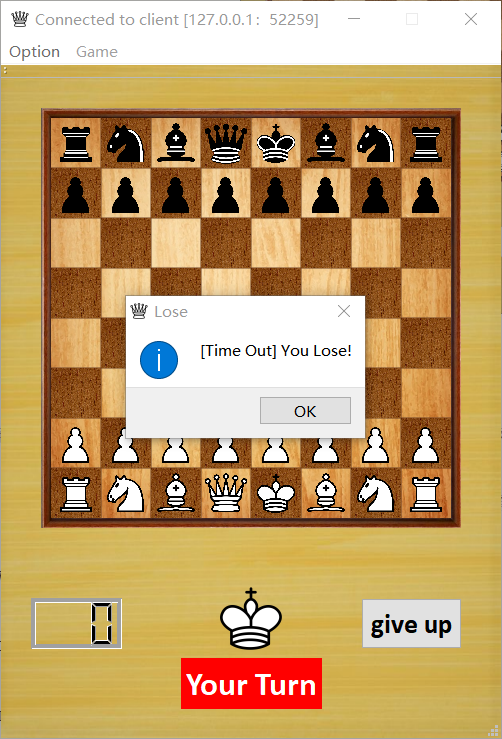 Connected to client [127.0.0.1: 52259]
Option Game
Lose
[Time Out] You Lose!
OK
0
give up
Your Turn